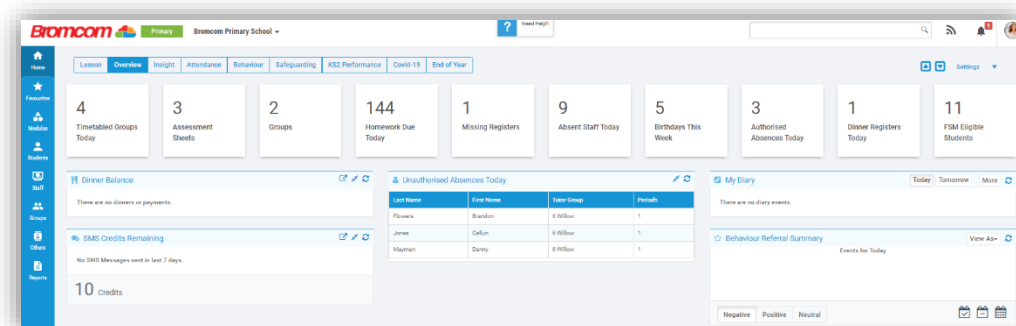 Bromcom
Primary
Bromcom Primary School
?
Need Help?
1
Home
Favourites
Modules
Students
Staff
Groups
Others
Reports
Lesson Overview Insight Attendance Behaviour Safeguarding KS2 Performance Covid-19 End of Year
Settings
4
Timetabled Groups
Today
3
Assessment
Sheets
2
Groups
144
Homework Due
Today
1
Missing Registers
9
Absent Staff Today
5
Birthdays This
Week
3
Authorised
Absences Today
1
Dinner Registers
Today
11
FSM Eligible
Students
Dinner Balance
There are no dinners or payments.
SMS Credits Remaining
No SMS Messages sent in last 7 days.
10 Credits
Unauthorised Absences Today
Last Name First Name Tutor Group Periods
Flowers Brandon 6 Willow 1
Jones Callun 6 Willow 1
Mayman Danny 6 Willow 1
My Diary
Today Tomorrow More
There are no diary events.
Behaviour Referral Summary
View As
Events for Today
Negative Positive Neutral